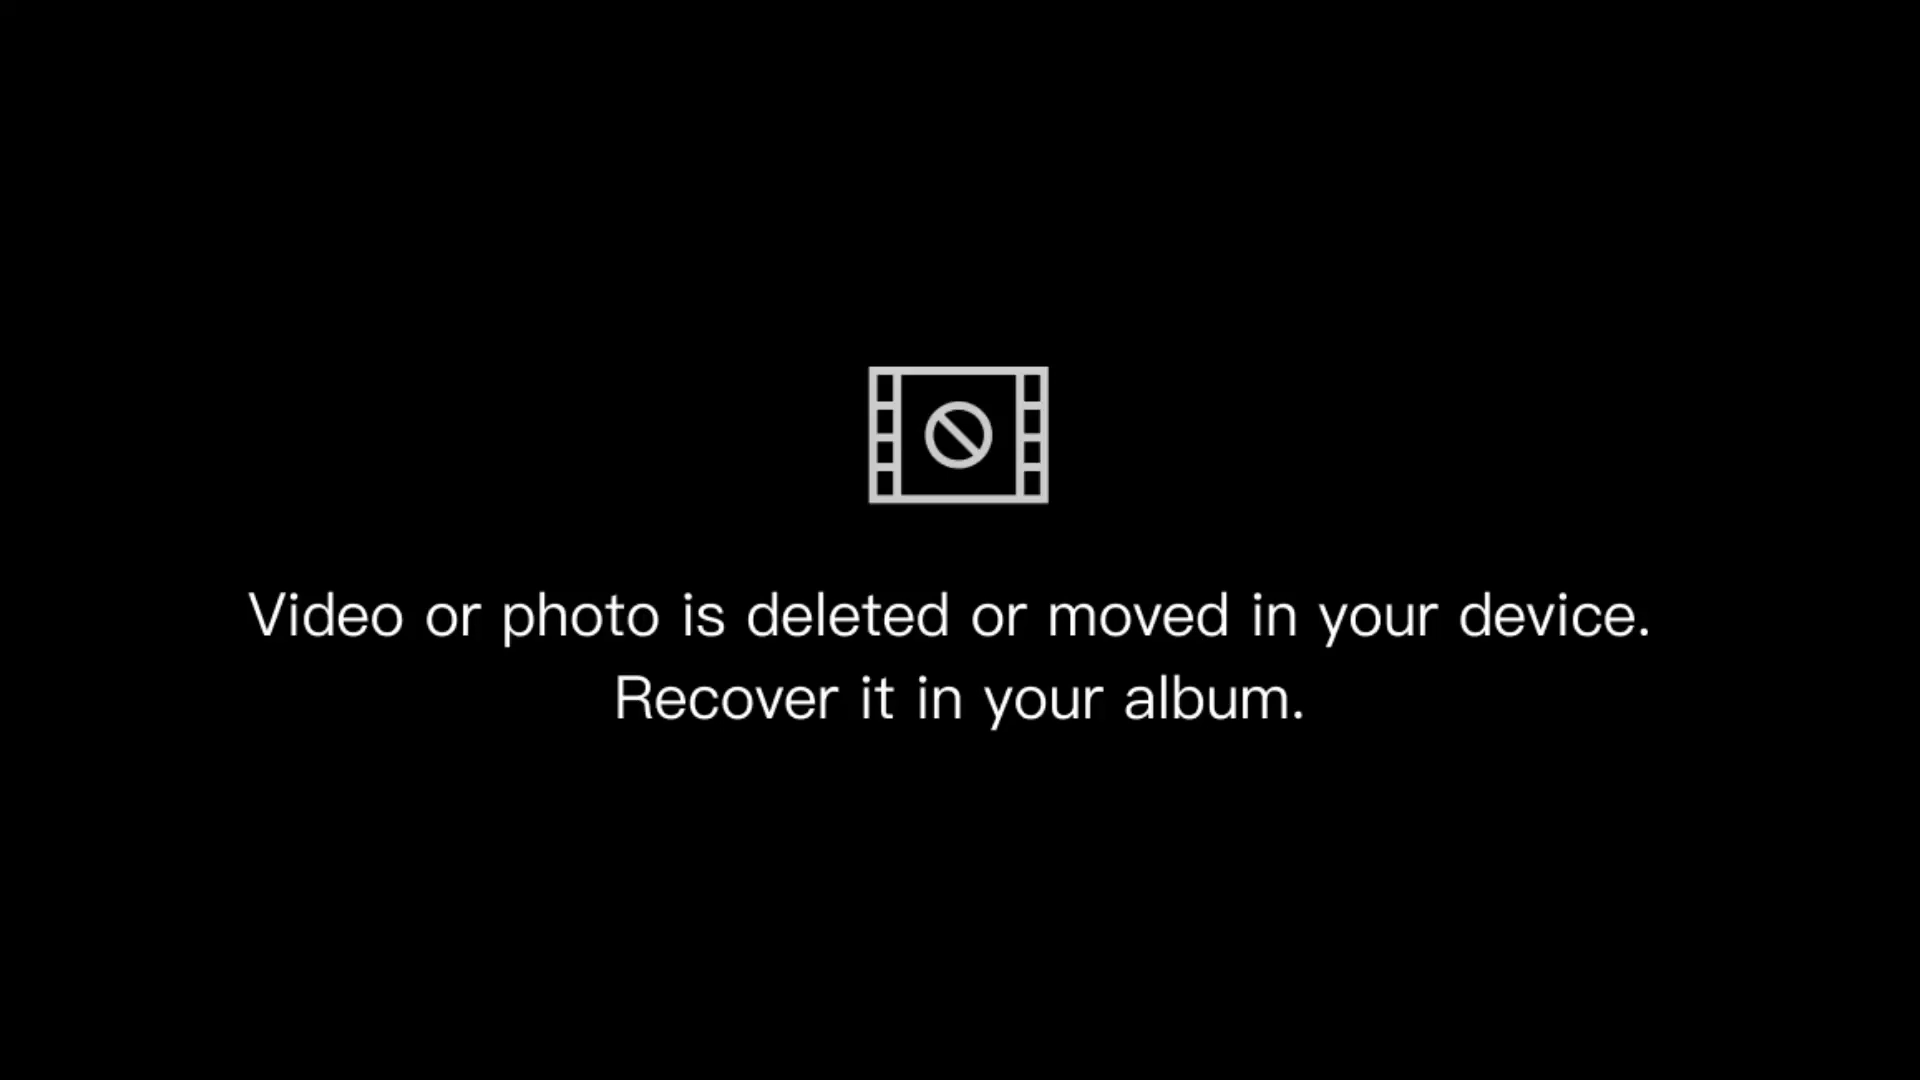 Video or photo is deleted or moved in your device.
Recover it in your album.